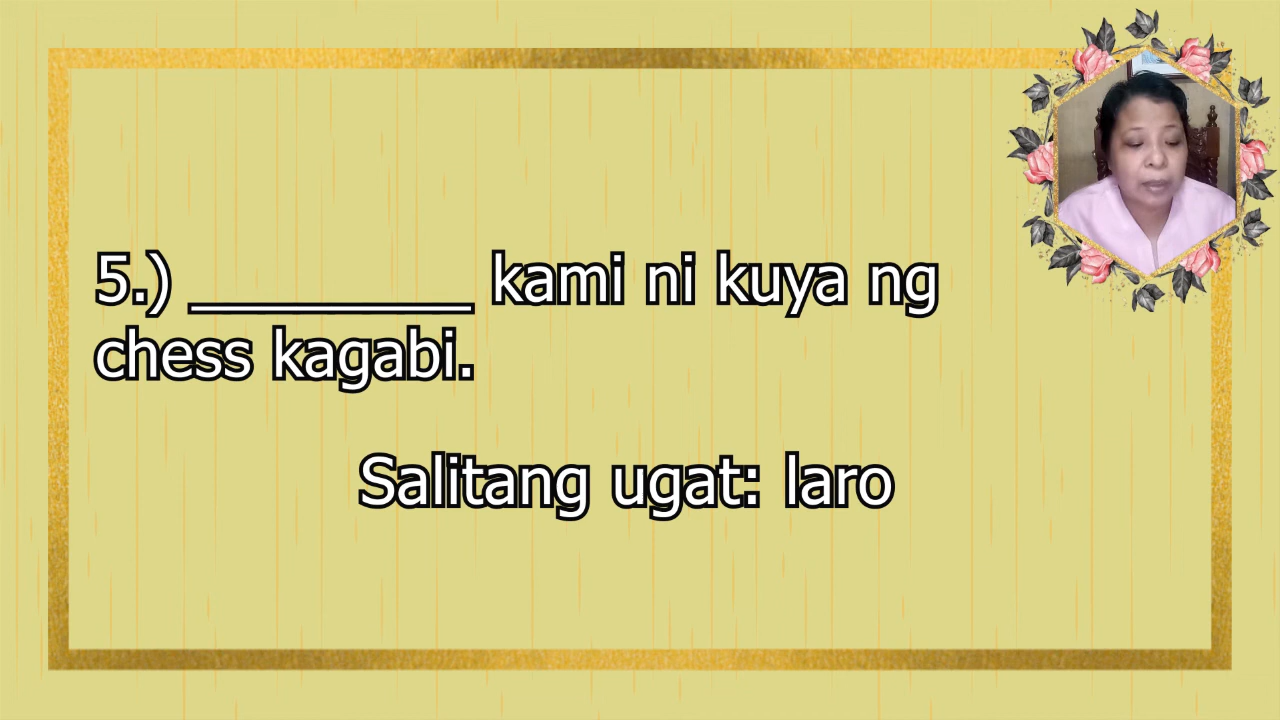 5.) _________ kami ni kuya ng
chess kagabi.
Salitang ugat: laro